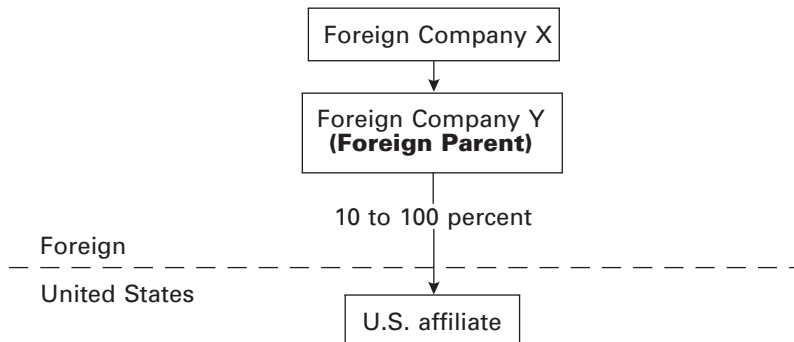 Foreign Company X
Foreign Company Y
(Foreign Parent)
10 to 100 percent
Foreign
United States
U.S. affiliate